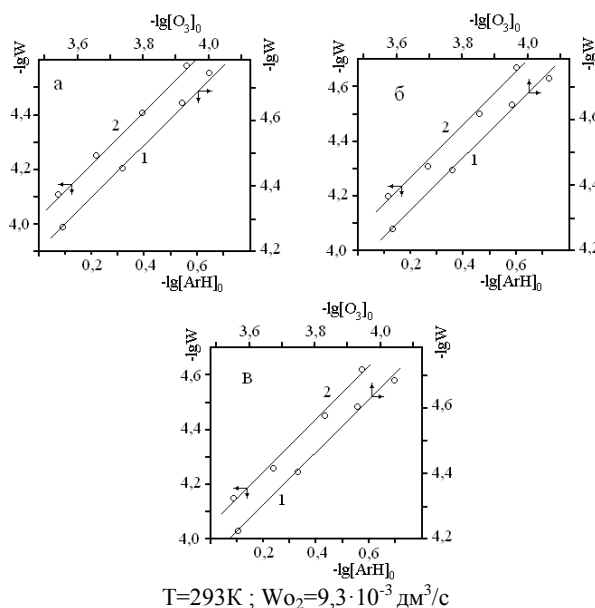 -lg[O₃]₀
3,6 3,8 4,0
-lgW -lgW
а
4,4 4,6
2
1
4,2 4,4
4,0 4,2
0,2 0,4 0,6
-lg[ArH]₀
-lg[O₃]₀
3,6 3,8 4,0
-lgW -lgW
б
4,6 4,6
2
1
4,4
4,2 4,4
4,0 4,2
0,2 0,4 0,6
-lg[ArH]₀
-lg[O₃]₀
3,6 3,8 4,0
-lgW -lgW
в
4,6 4,6
2
4,4
1
4,2 4,4
4,0 4,2
0,2 0,4 0,6
-lg[ArH]₀
T=293K ; Wo₂=9,3·10⁻³ дм³/с